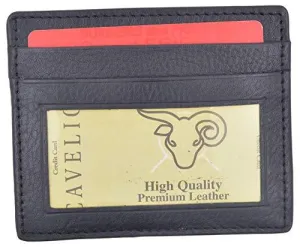 Credit Card
CAVELIO
High Quality
Premium Leather